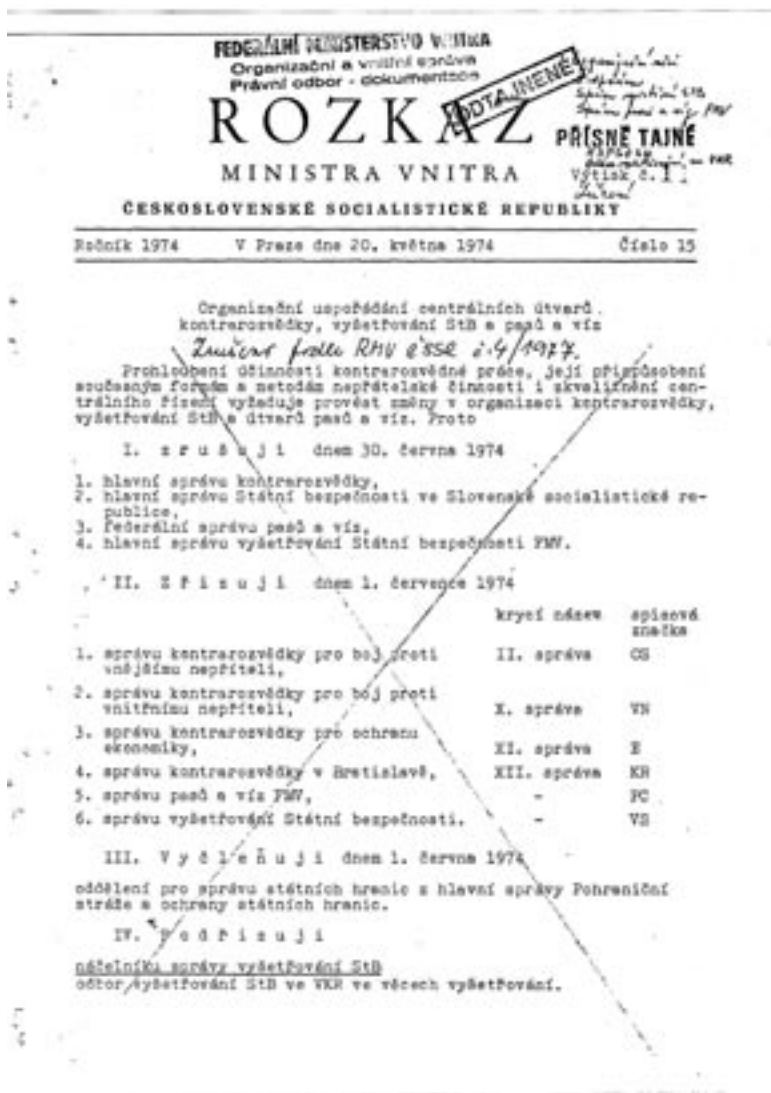 FEDERÁLNÍ MINISTERSTVO VNITRA
Organizační a vnitřní správa
Právní odbor - dokumentace
ODTAJNĚNÉ
ROZKAZ
PŘÍSNĚ TAJNÉ
MINISTRA VNITRA
Výtisk č. 1
ČESKOSLOVENSKÉ SOCIALISTICKÉ REPUBLIKY
Ročník 1974 V Praze dne 20. května 1974 Číslo 15
Organizační uspořádání centrálních útvarů
kontrarozvědky, vyšetřování StB a pasů a víz
Zrušeno podle RMV ČSSR č. 4/1977.
Prohloubení účinnosti kontrarozvědné práce, její přizpůsobení
současným formám a metodám nepřátelské činnosti i zkvalitnění cen-
trálního řízení vyžaduje provést změny v organizaci kontrarozvědky,
vyšetřování StB a útvarů pasů a víz. Proto
I. z r u š u j i dnem 30. června 1974
1. hlavní správu kontrarozvědky,
2. hlavní správu Státní bezpečnosti ve Slovenské socialistické re-
publice,
3. Federální správu pasů a víz,
4. hlavní správu vyšetřování Státní bezpečnosti FMV.
II. Z ř i z u j i dnem 1. července 1974
krycí název spisová
značka
1. správu kontrarozvědky pro boj proti
vnějšímu nepříteli, II. správa OS
2. správu kontrarozvědky pro boj proti
vnitřnímu nepříteli, X. správa VN
3. správu kontrarozvědky pro ochranu
ekonomiky, XI. správa E
4. správu kontrarozvědky v Bratislavě, XII. správa KR
5. správu pasů a víz FMV, - PC
6. správu vyšetřování Státní bezpečnosti. - VS
III. V y č l e ň u j i dnem 1. června 1974
oddělení pro správu státních hranic z hlavní správy Pohraniční
stráže a ochrany státních hranic.
IV. P o d ř i z u j i
náčelníku správy vyšetřování StB
odbor vyšetřování StB ve VKR ve věcech vyšetřování.